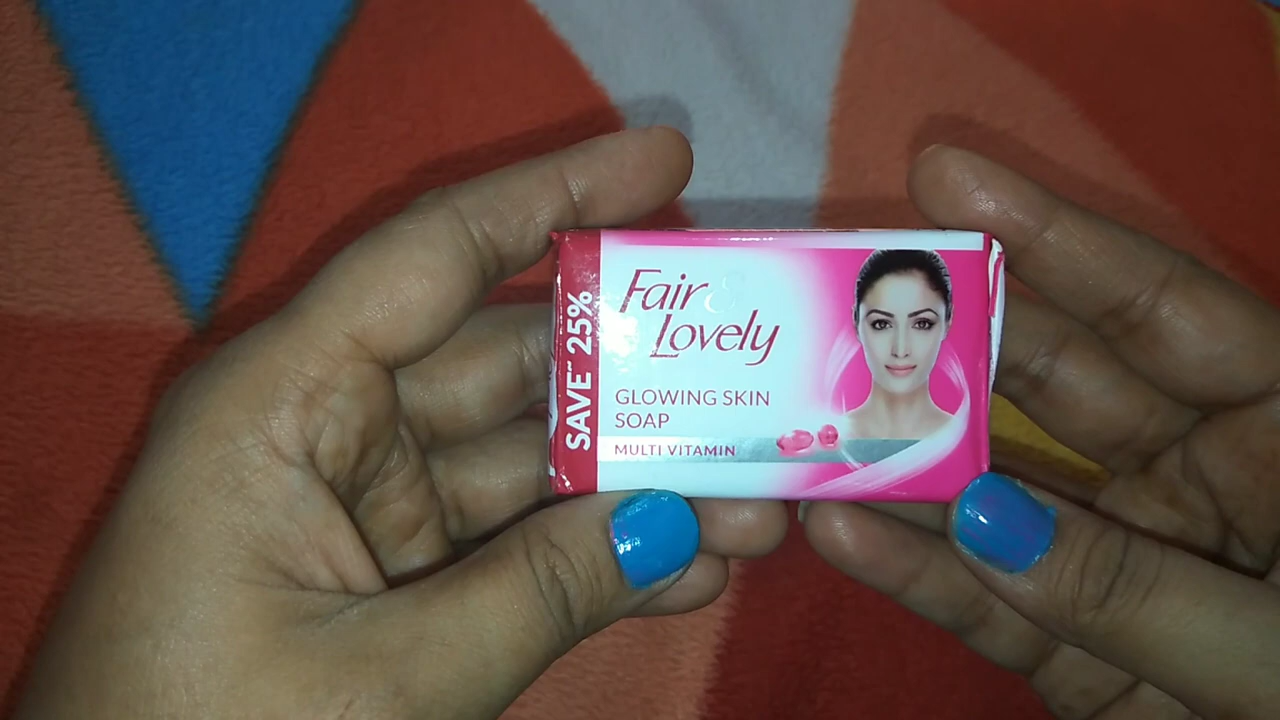 SAVE~ 25%
Fair &
Lovely
GLOWING SKIN
SOAP
MULTI VITAMIN